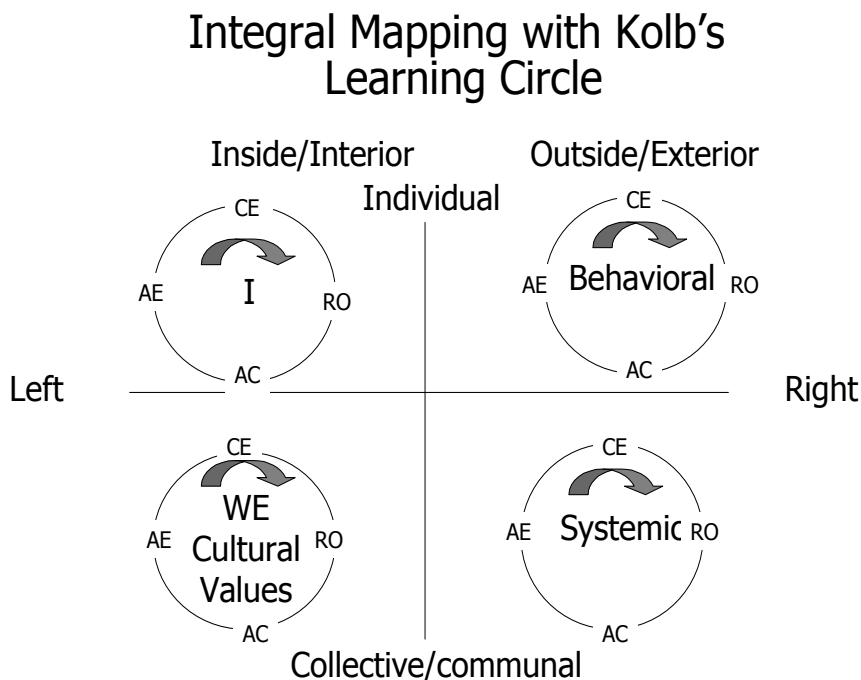 Integral Mapping with Kolb's
Learning Circle
Inside/Interior
Outside/Exterior
Individual
CE
AE
I
RO
AC
CE
AE
Behavioral
RO
AC
Left
Right
CE
AE
WE
Cultural
Values
RO
AC
CE
AE
Systemic
RO
AC
Collective/communal